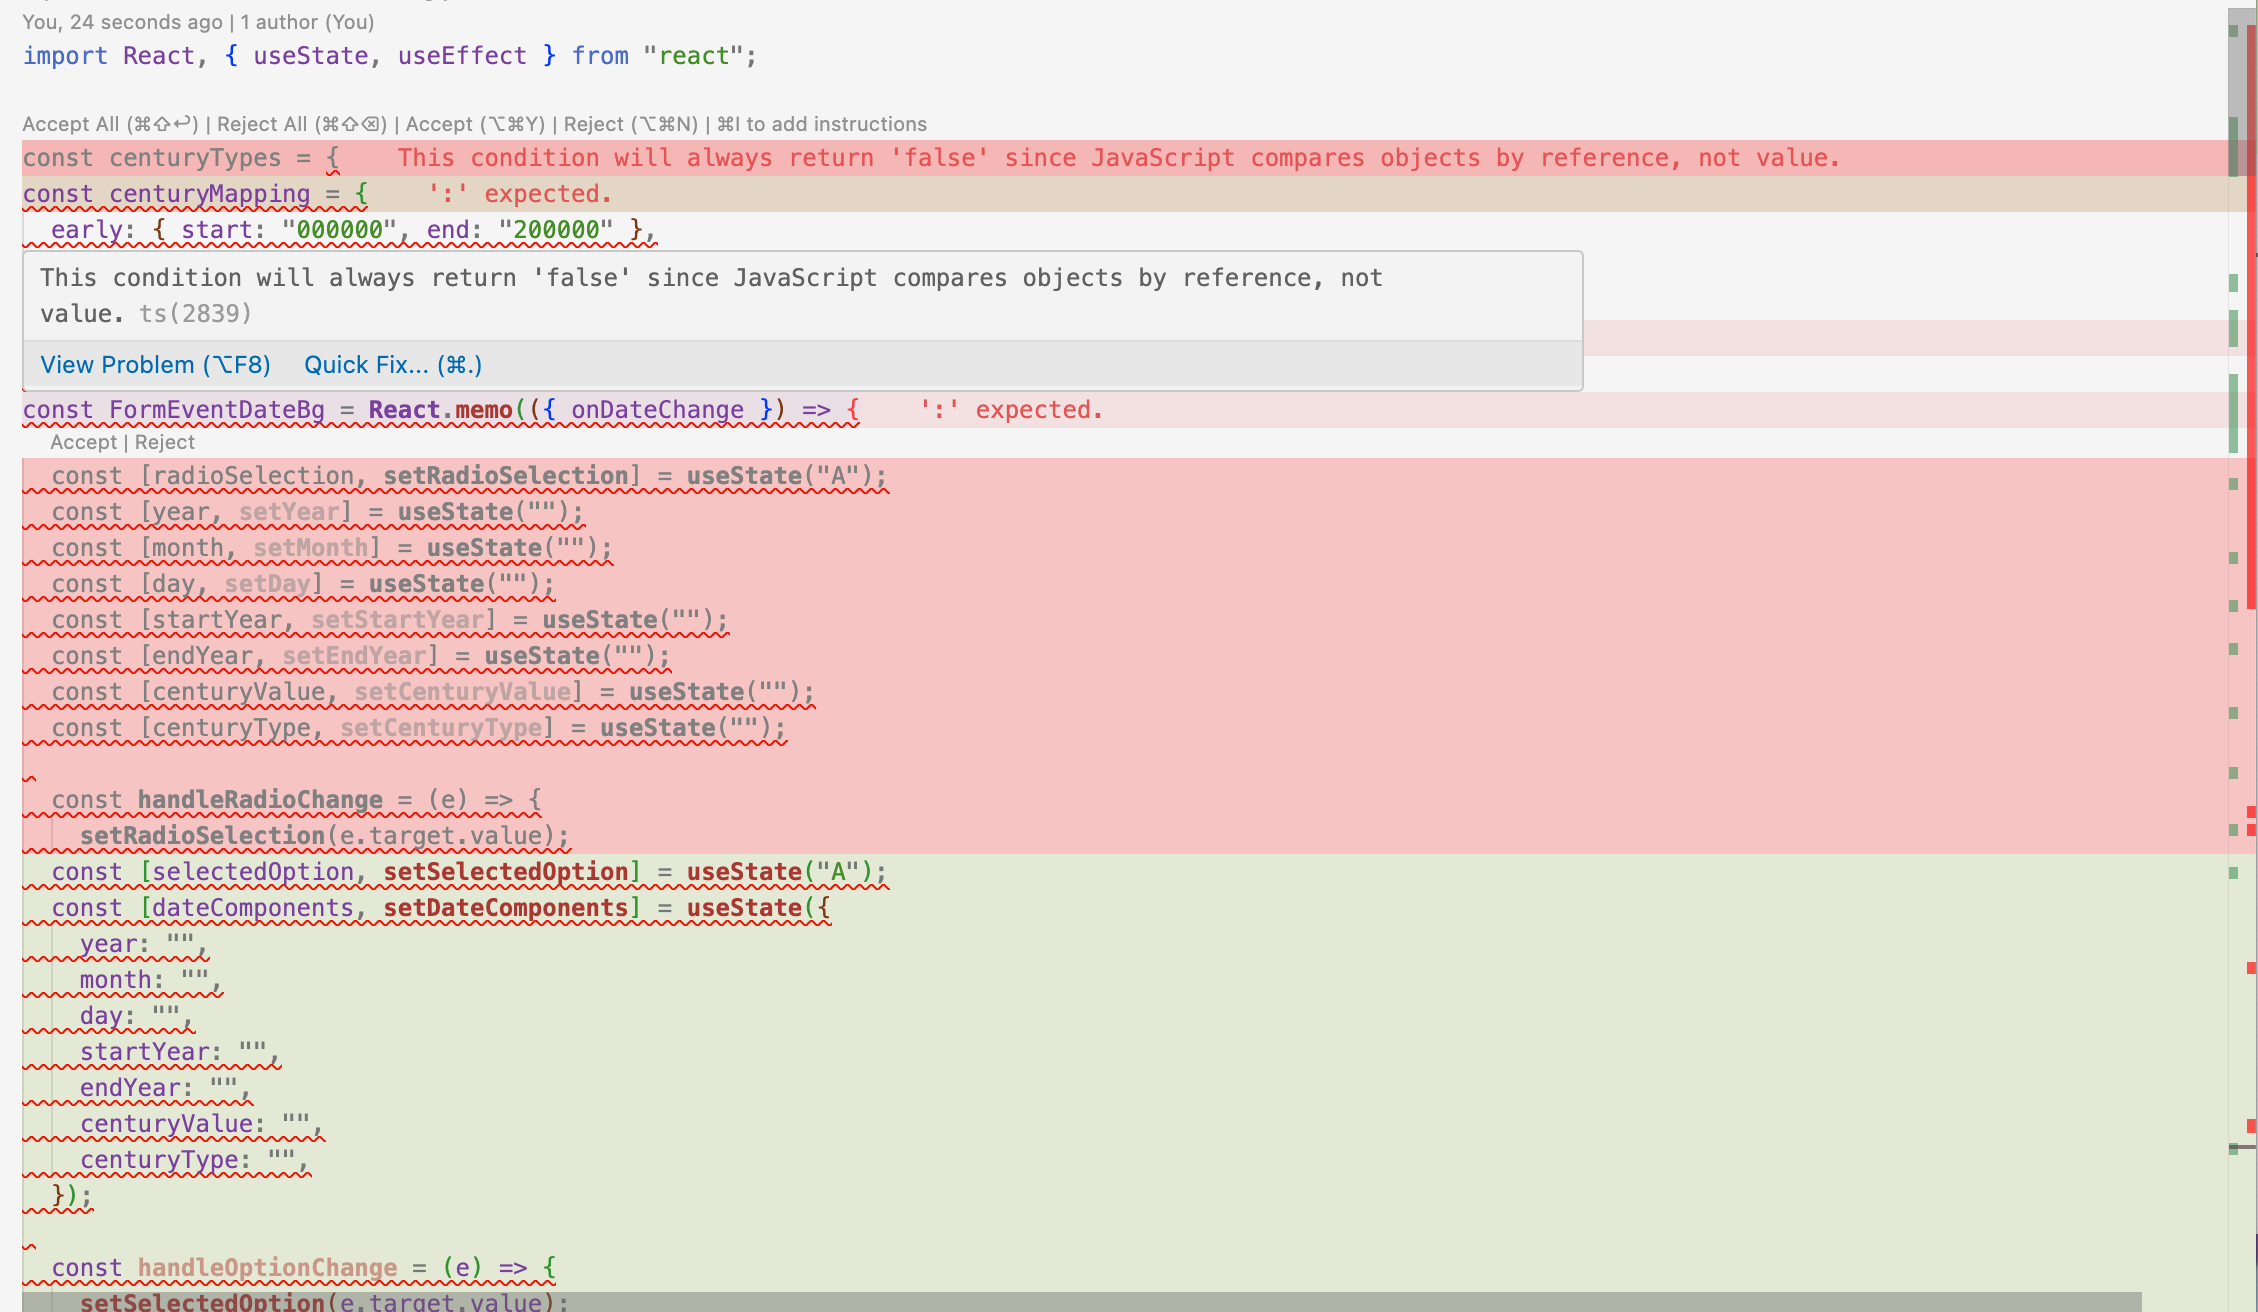 You, 24 seconds ago | 1 author (You)
import React, { useState, useEffect } from "react";
Accept All (⌘⇧↩) | Reject All (⌘⇧⌫) | Accept (⌥⌘Y) | Reject (⌥⌘N) | ⌘I to add instructions
const centuryTypes = {    This condition will always return 'false' since JavaScript compares objects by reference, not value.
const centuryMapping = {    ':' expected.
  early: { start: "000000", end: "200000" },
This condition will always return 'false' since JavaScript compares objects by reference, not
value. ts(2839)
View Problem (⌥F8)    Quick Fix... (⌘.)
const FormEventDateBg = React.memo(({ onDateChange }) => {    ':' expected.
Accept | Reject
  const [radioSelection, setRadioSelection] = useState("A");
  const [year, setYear] = useState("");
  const [month, setMonth] = useState("");
  const [day, setDay] = useState("");
  const [startYear, setStartYear] = useState("");
  const [endYear, setEndYear] = useState("");
  const [centuryValue, setCenturyValue] = useState("");
  const [centuryType, setCenturyType] = useState("");
  const handleRadioChange = (e) => {
    setRadioSelection(e.target.value);
  const [selectedOption, setSelectedOption] = useState("A");
  const [dateComponents, setDateComponents] = useState({
    year: "",
    month: "",
    day: "",
    startYear: "",
    endYear: "",
    centuryValue: "",
    centuryType: "",
  });
  const handleOptionChange = (e) => {
    setSelectedOption(e.target.value);